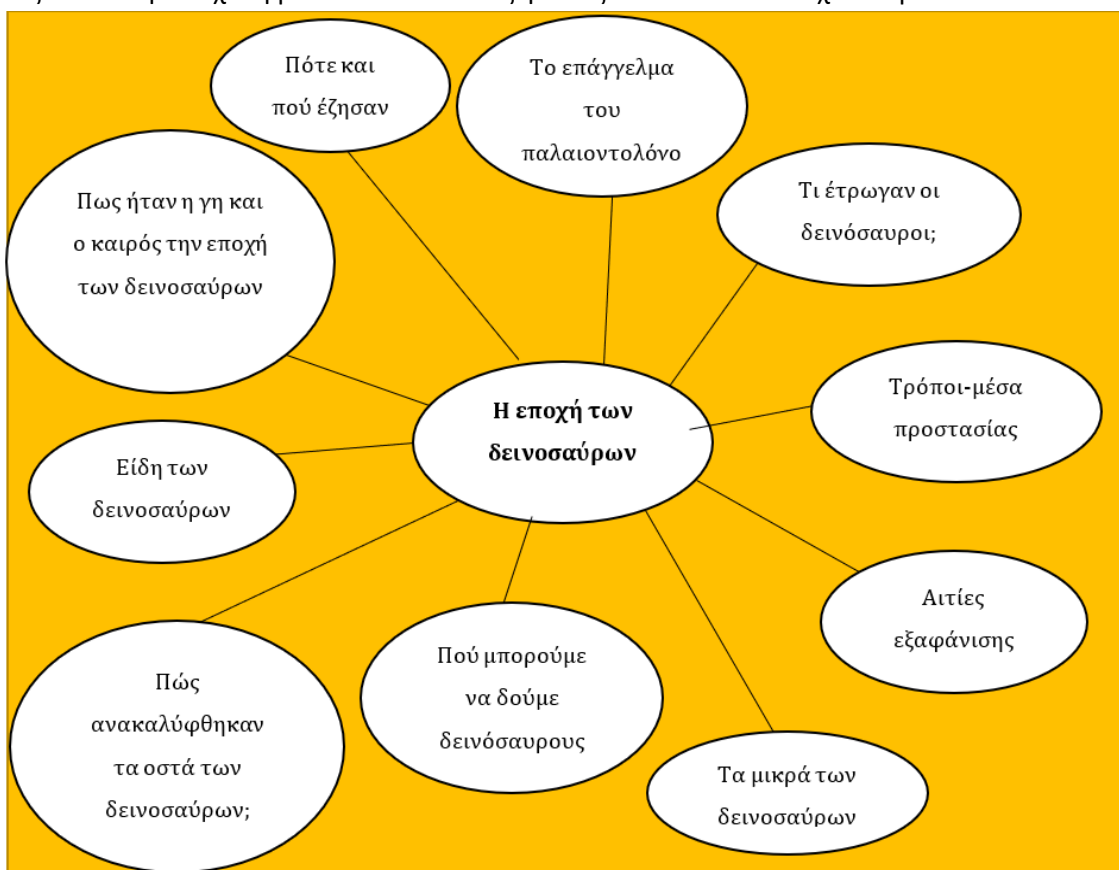 Πότε και
πού έζησαν
Το επάγγελμα
του
παλαιοντολόνο
Τι έτρωγαν οι
δεινόσαυροι;
Πως ήταν η γη και
ο καιρός την εποχή
των δεινοσαύρων
Η εποχή των
δεινοσαύρων
Τρόποι-μέσα
προστασίας
Είδη των
δεινοσαύρων
Αιτίες
εξαφάνισης
Πώς
ανακαλύφθηκαν
τα οστά των
δεινοσαύρων;
Πού μπορούμε
να δούμε
δεινόσαυρους
Τα μικρά των
δεινοσαύρων